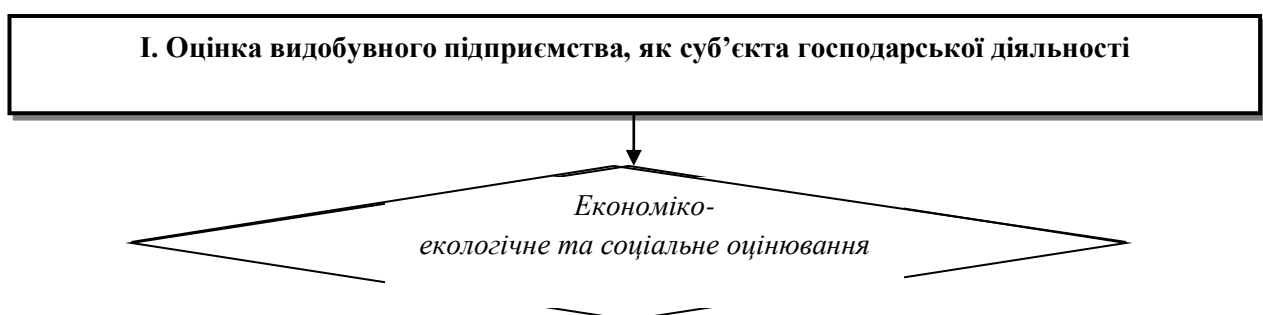 І. Оцінка видобувного підприємства, як суб’єкта господарської діяльності
Економіко-
екологічне та соціальне оцінювання